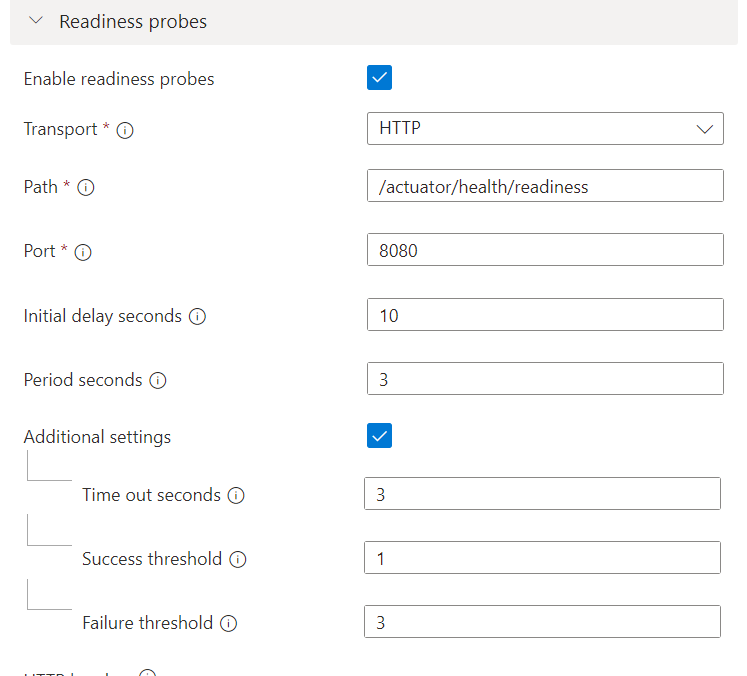 Readiness probes
Enable readiness probes
Transport * HTTP
Path * /actuator/health/readiness
Port * 8080
Initial delay seconds 10
Period seconds 3
Additional settings
Time out seconds 3
Success threshold 1
Failure threshold 3